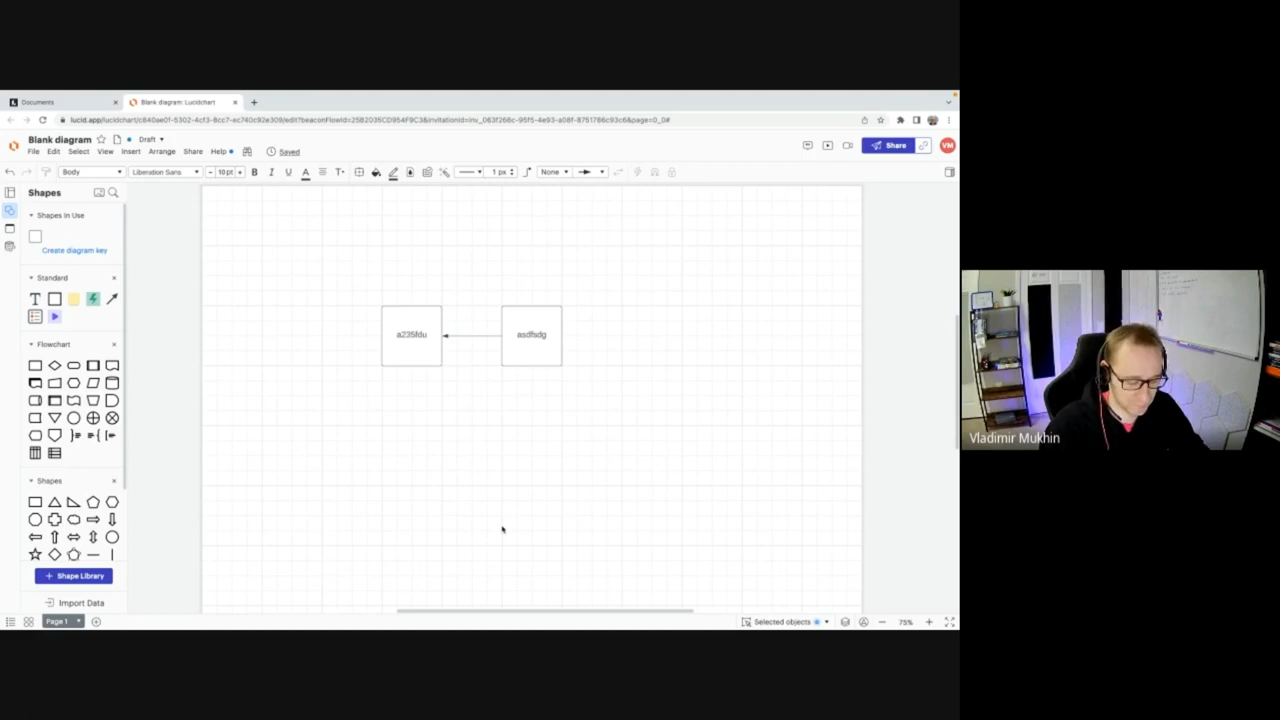 Documents
Blank diagram: Lucidchart
Blank diagram
Draft
File Edit Select View Insert Arrange Share Help
Saved
Share
VM
Body
Liberation Sans
10 pt
B I U A T
1 px
None
Shapes
Shapes In Use
Create diagram key
Standard
T
Flowchart
Shapes
+ Shape Library
Import Data
a235fdu
asdfsdg
Page 1
Selected objects
75%
Vladimir Mukhin